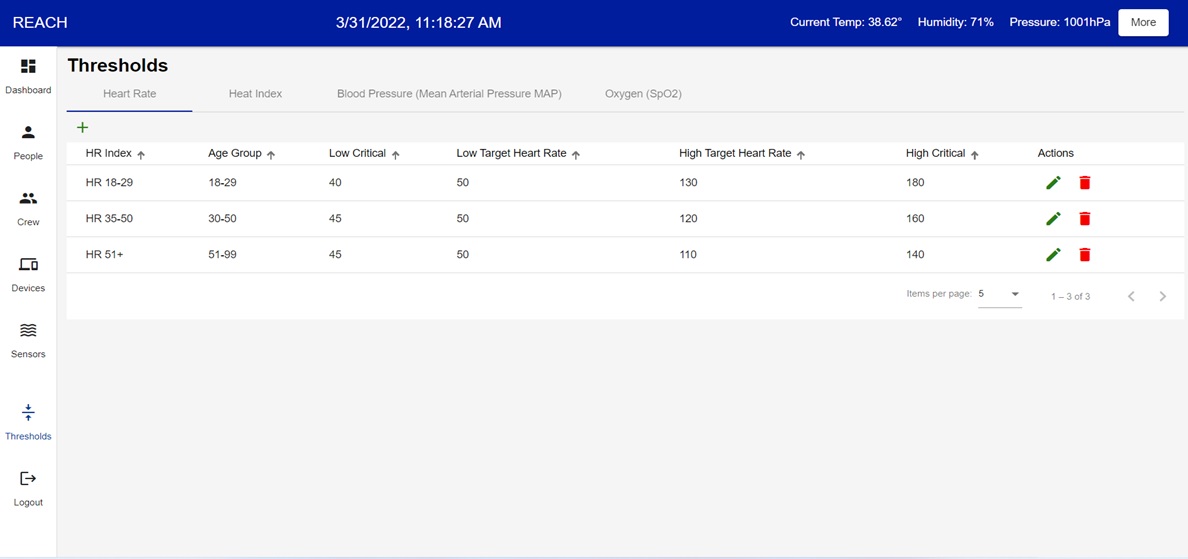 REACH 3/31/2022, 11:18:27 AM Current Temp: 38.62° Humidity: 71% Pressure: 1001hPa More
Dashboard
People
Crew
Devices
Sensors
Thresholds
Logout
Thresholds
Heart Rate Heat Index Blood Pressure (Mean Arterial Pressure MAP) Oxygen (SpO2)
HR Index Age Group Low Critical Low Target Heart Rate High Target Heart Rate High Critical Actions
HR 18-29 18-29 40 50 130 180
HR 35-50 30-50 45 50 120 160
HR 51+ 51-99 45 50 110 140
Items per page: 5 1 – 3 of 3